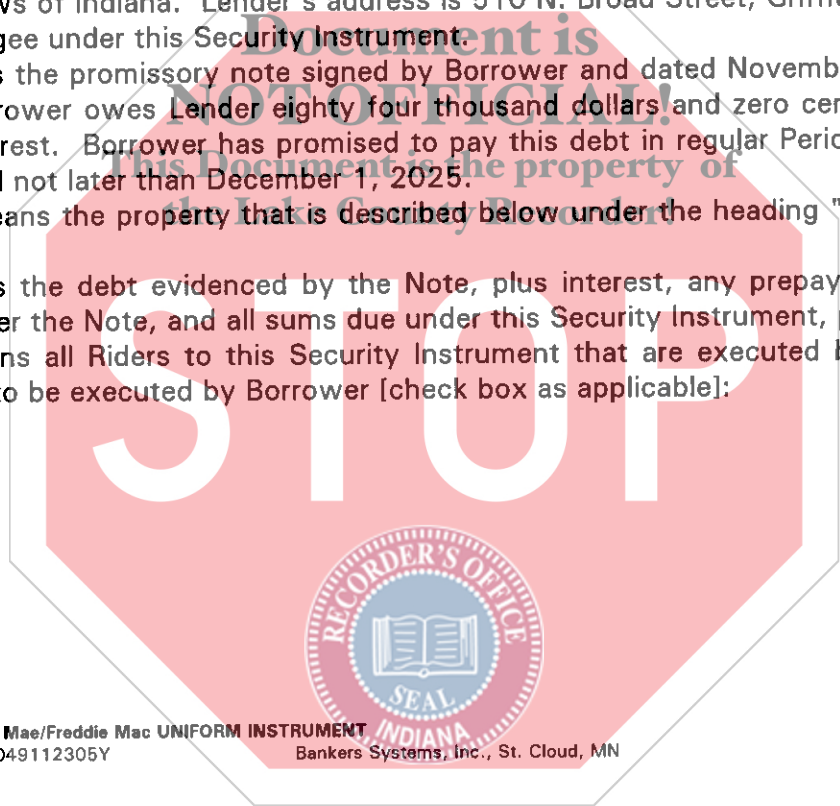 ws of Indiana. Lender's address is 510 N. Broad Street,
gee under this Security Instrument.
Document is
s the promissory note signed by Borrower and dated Novemb
NOT OFFICIAL!
rower owes Lender eighty four thousand dollars and zero cen
rest. Borrower has promised to pay this debt in regular Perio
This Document is the property of
not later than December 1, 2025.
eans the property that is described below under the heading "
the Lake County Recorder!
s the debt evidenced by the Note, plus interest, any prepay
er the Note, and all sums due under this Security Instrument,
ns all Riders to this Security Instrument that are executed
o be executed by Borrower [check box as applicable]:
STOP
RECORDER'S OFFICE
SEAL
INDIANA
Mae/Freddie Mac UNIFORM INSTRUMENT
049112305Y Bankers Systems, Inc., St. Cloud, MN